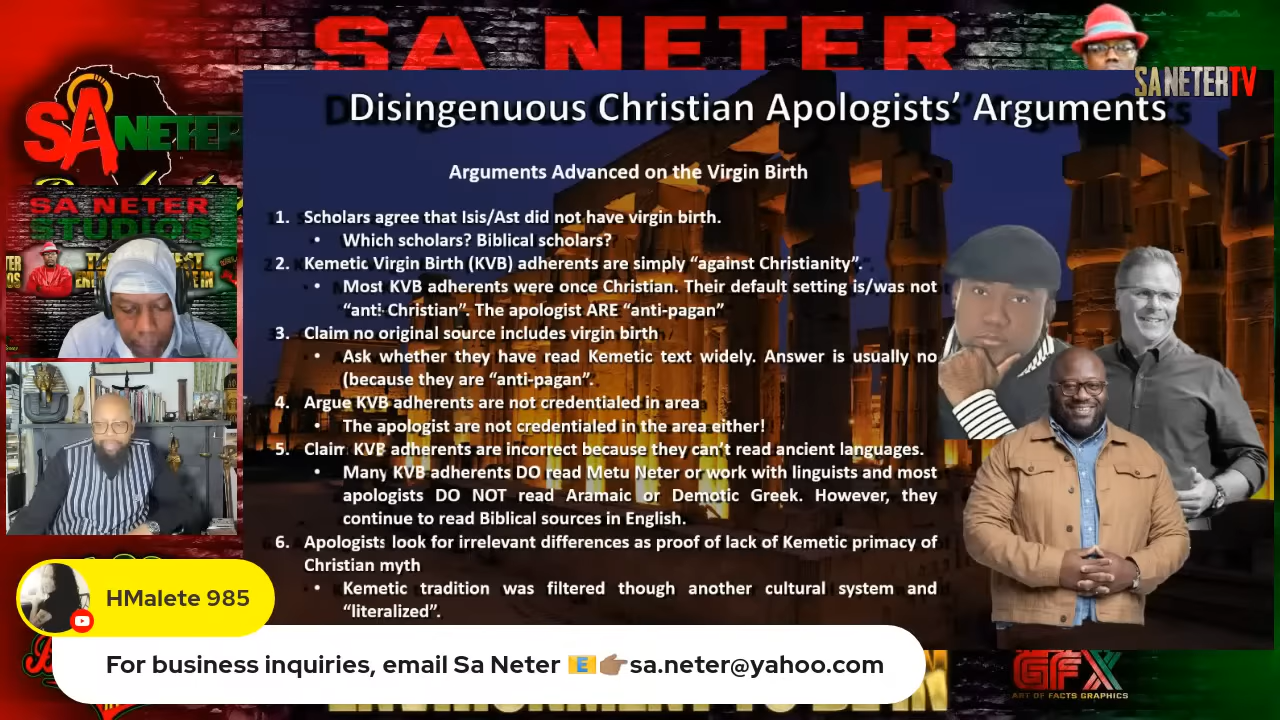 SA NETER
SA NETERTV
SA NETER
Disingenuous Christian Apologists' Arguments
Arguments Advanced on the Virgin Birth
SA NETER
STUDIOS
1. Scholars agree that Isis/Ast did not have virgin birth.
• Which scholars? Biblical scholars?
2. Kemetic Virgin Birth (KVB) adherents are simply "against Christianity".
• Most KVB adherents were once Christian. Their default setting is/was not
"anti- Christian". The apologist ARE "anti-pagan"
3. Claim no original source includes virgin birth
• Ask whether they have read Kemetic text widely. Answer is usually no
(because they are "anti-pagan".
4. Argue KVB adherents are not credentialed in area
• The apologist are not credentialed in the area either!
5. Claim KVB adherents are incorrect because they can't read ancient languages.
• Many KVB adherents DO read Metu Neter or work with linguists and most
apologists DO NOT read Aramaic or Demotic Greek. However, they
continue to read Biblical sources in English.
6. Apologists look for irrelevant differences as proof of lack of Kemetic primacy of
Christian myth
• Kemetic tradition was filtered though another cultural system and
"literalized".
HMalete 985
For business inquiries, email Sa Neter 📧👉🏽sa.neter@yahoo.com
GFX
ART OF FACTS GRAPHICS